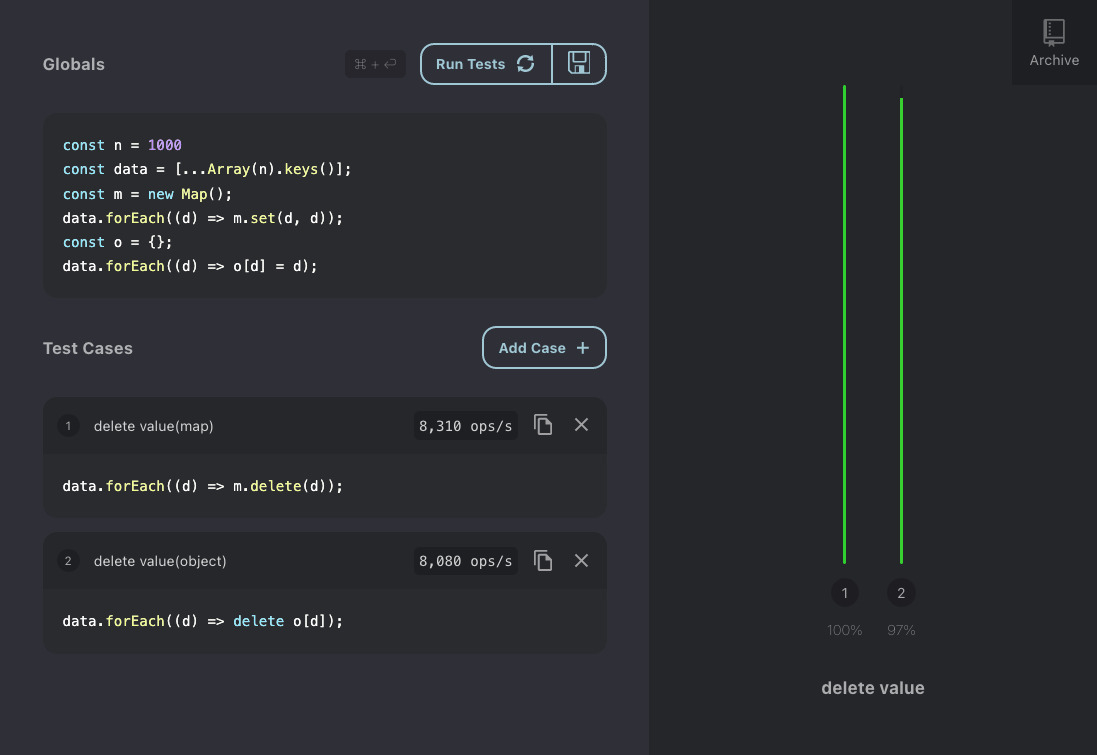 Globals
⌘ + ↵
Run Tests
Archive
const n = 1000
const data = [...Array(n).keys()];
const m = new Map();
data.forEach((d) => m.set(d, d));
const o = {};
data.forEach((d) => o[d] = d);
Test Cases
Add Case +
1 delete value(map) 8,310 ops/s
data.forEach((d) => m.delete(d));
2 delete value(object) 8,080 ops/s
data.forEach((d) => delete o[d]);
1 2
100% 97%
delete value